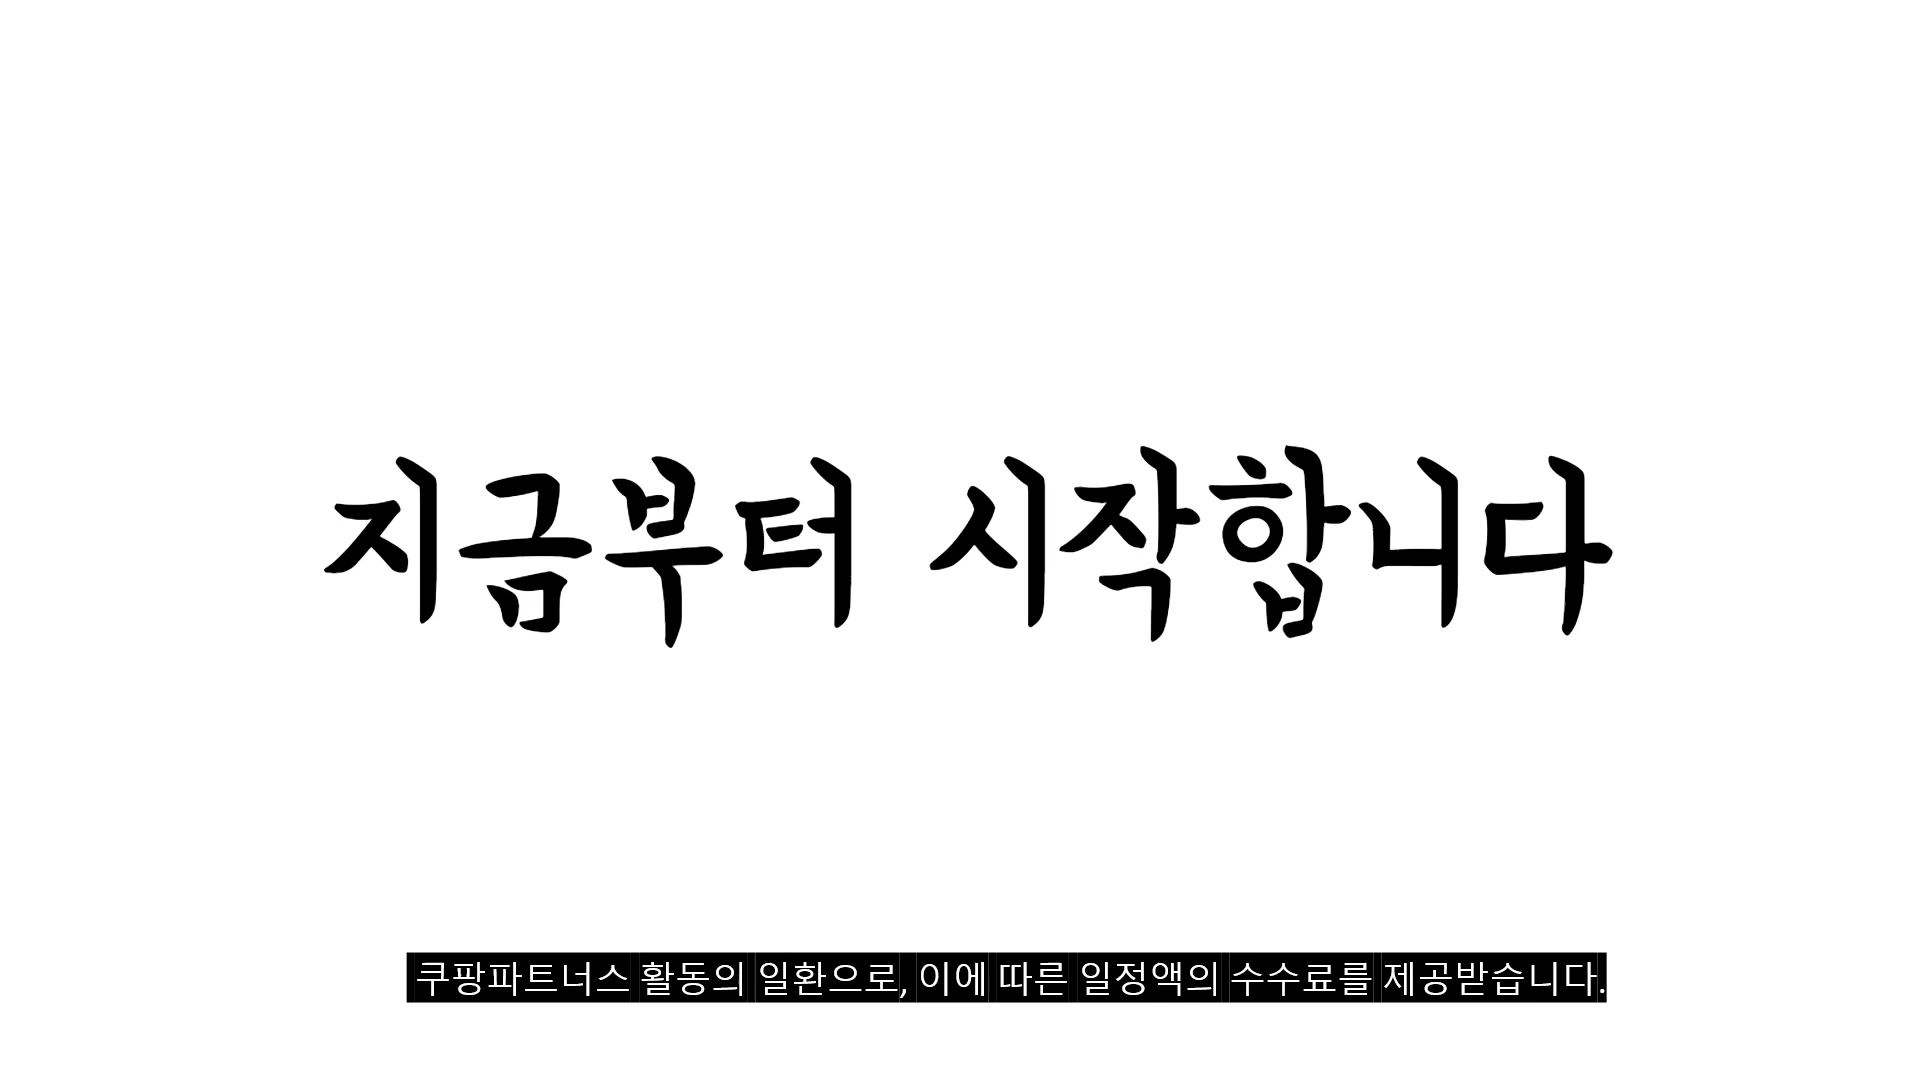 지금부터 시작합니다
쿠팡파트너스 활동의 일환으로, 이에 따른 일정액의 수수료를 제공받습니다.